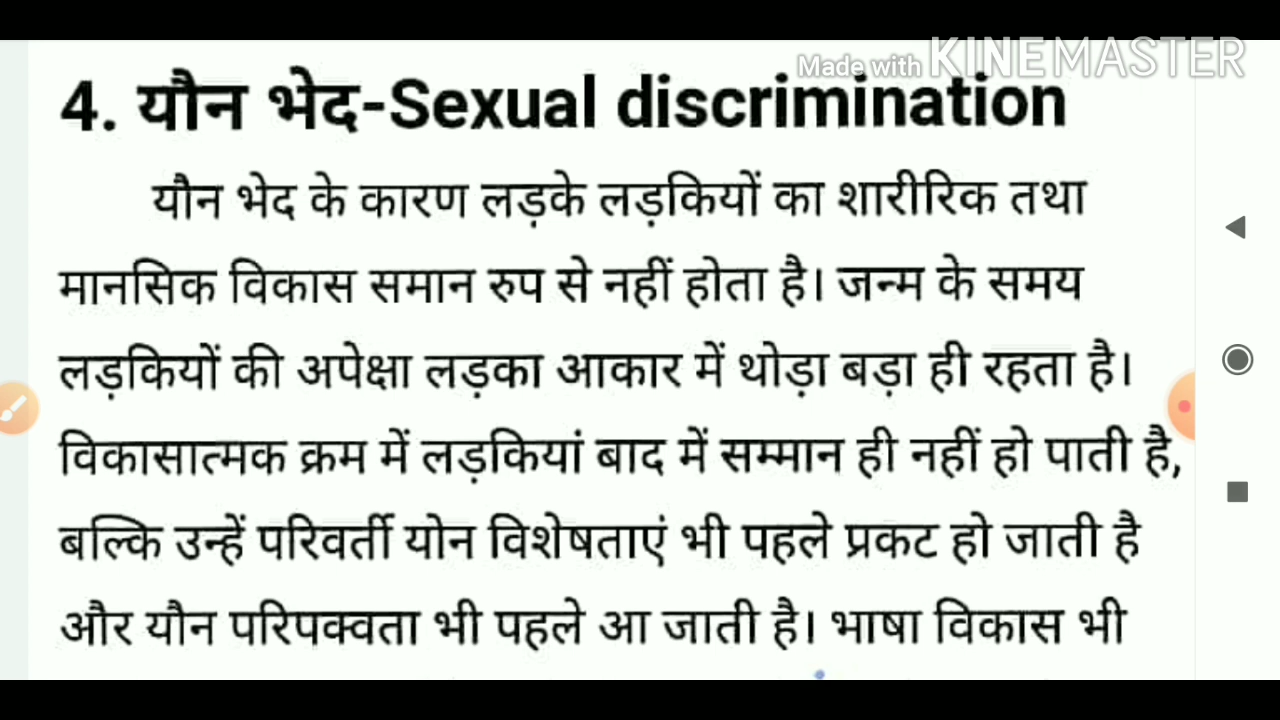 Made with KINEMASTER
4. यौन भेद-Sexual discrimination
यौन भेद के कारण लड़के लड़कियों का शारीरिक तथा
मानसिक विकास समान रुप से नहीं होता है। जन्म के समय
लड़कियों की अपेक्षा लड़का आकार में थोड़ा बड़ा ही रहता है।
विकासात्मक क्रम में लड़कियां बाद में सम्मान ही नहीं हो पाती है,
बल्कि उन्हें परिवर्ती योन विशेषताएं भी पहले प्रकट हो जाती है
और यौन परिपक्वता भी पहले आ जाती है। भाषा विकास भी